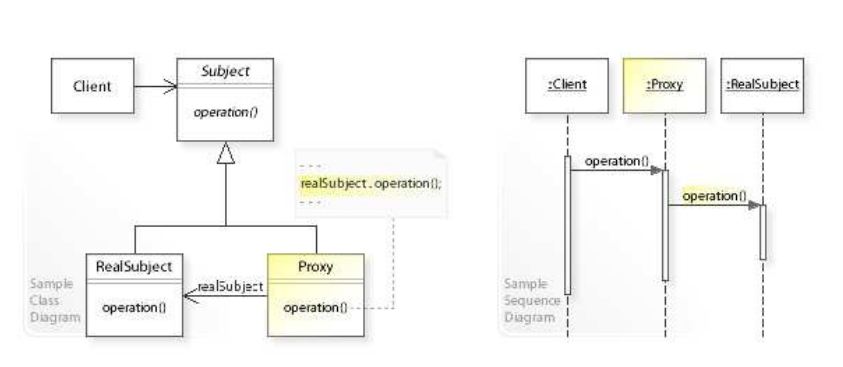 Client
Subject
operation()
- - -
realSubject.operation();
- - -
RealSubject
operation()
realSubject
Proxy
operation()
Sample
Class
Diagram
:Client
:Proxy
:RealSubject
operation()
operation()
Sample
Sequence
Diagram